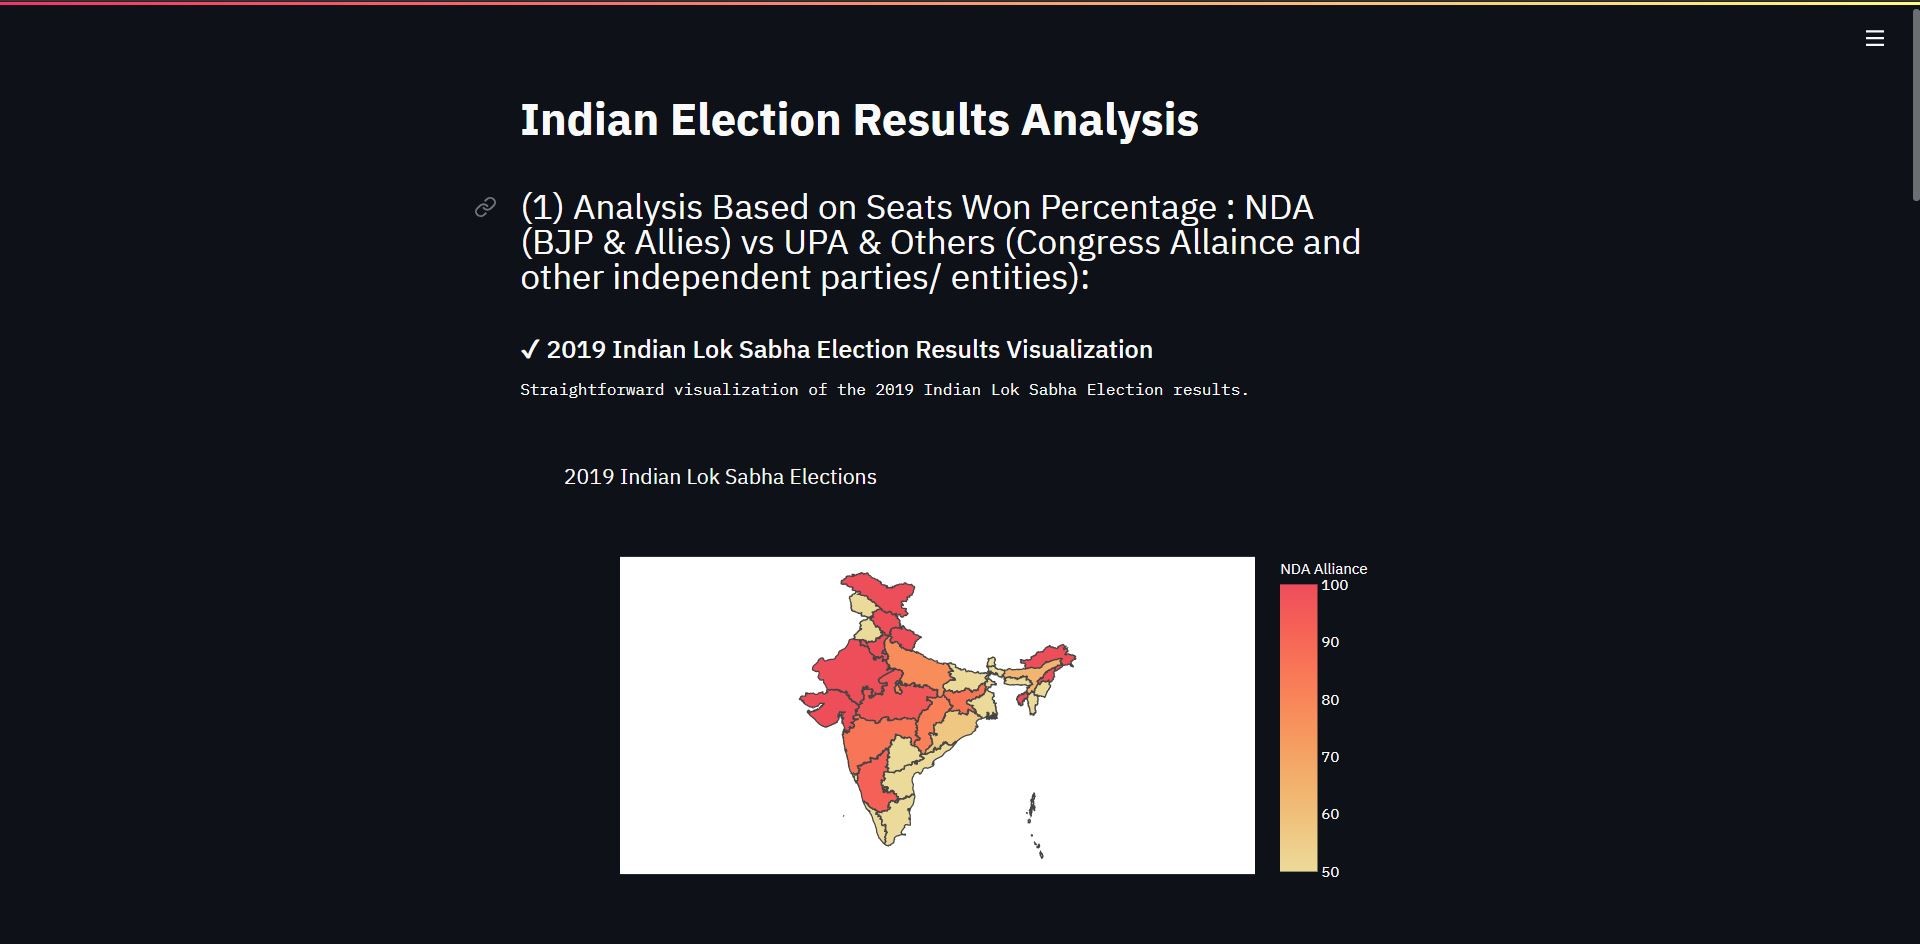 Indian Election Results Analysis
(1) Analysis Based on Seats Won Percentage : NDA
(BJP & Allies) vs UPA & Others (Congress Allaince and
other independent parties/ entities):
✓ 2019 Indian Lok Sabha Election Results Visualization
Straightforward visualization of the 2019 Indian Lok Sabha Election results.
2019 Indian Lok Sabha Elections
NDA Alliance
100
90
80
70
60
50